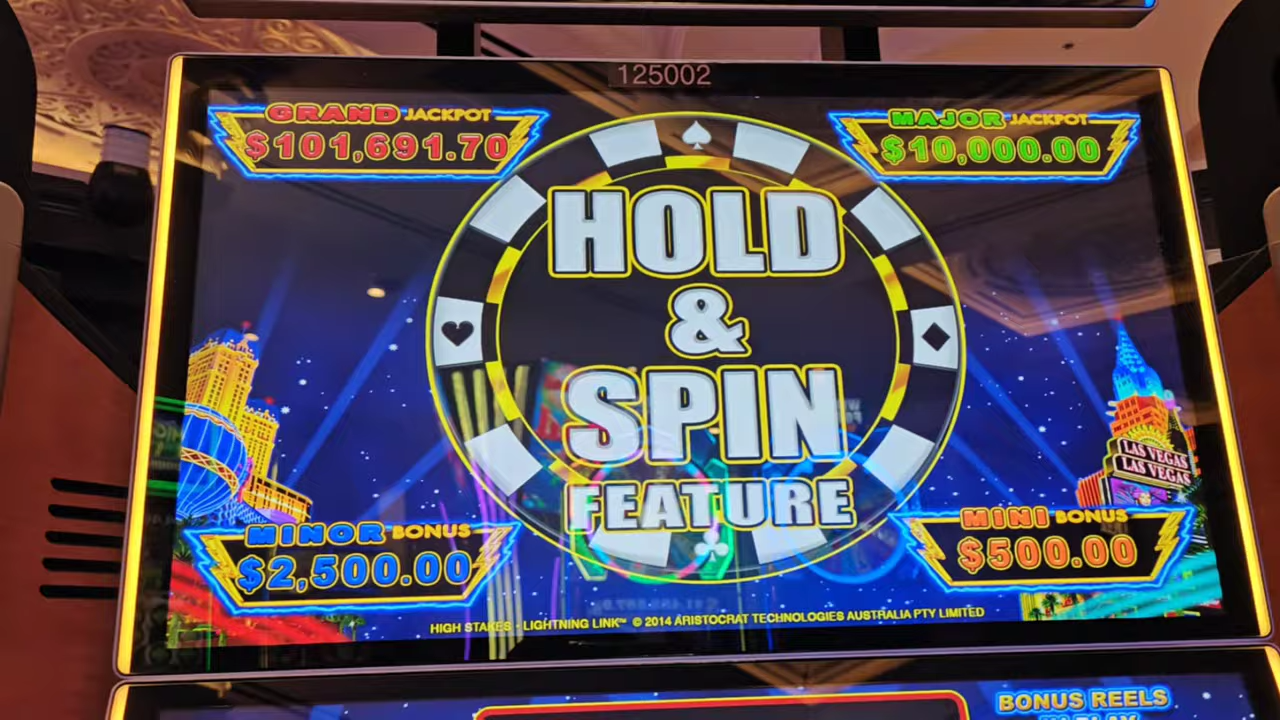 125002
GRAND JACKPOT
$101,691.70
MAJOR JACKPOT
$10,000.00
HOLD
&
SPIN
FEATURE
LAS VEGAS
LAS VEGAS
MINOR BONUS
$2,500.00
MINI BONUS
$500.00
HIGH STAKES - LIGHTNING LINK™ © 2014 ARISTOCRAT TECHNOLOGIES AUSTRALIA PTY LIMITED
BONUS REELS